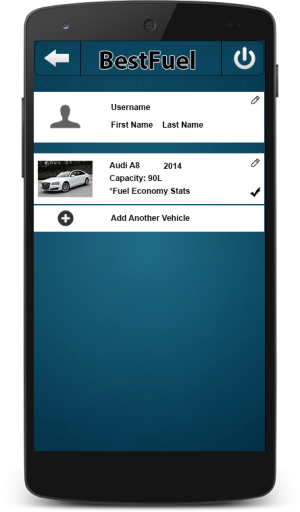 BestFuel
Username
First Name Last Name
Audi A8 2014
Capacity: 90L
*Fuel Economy Stats
Add Another Vehicle